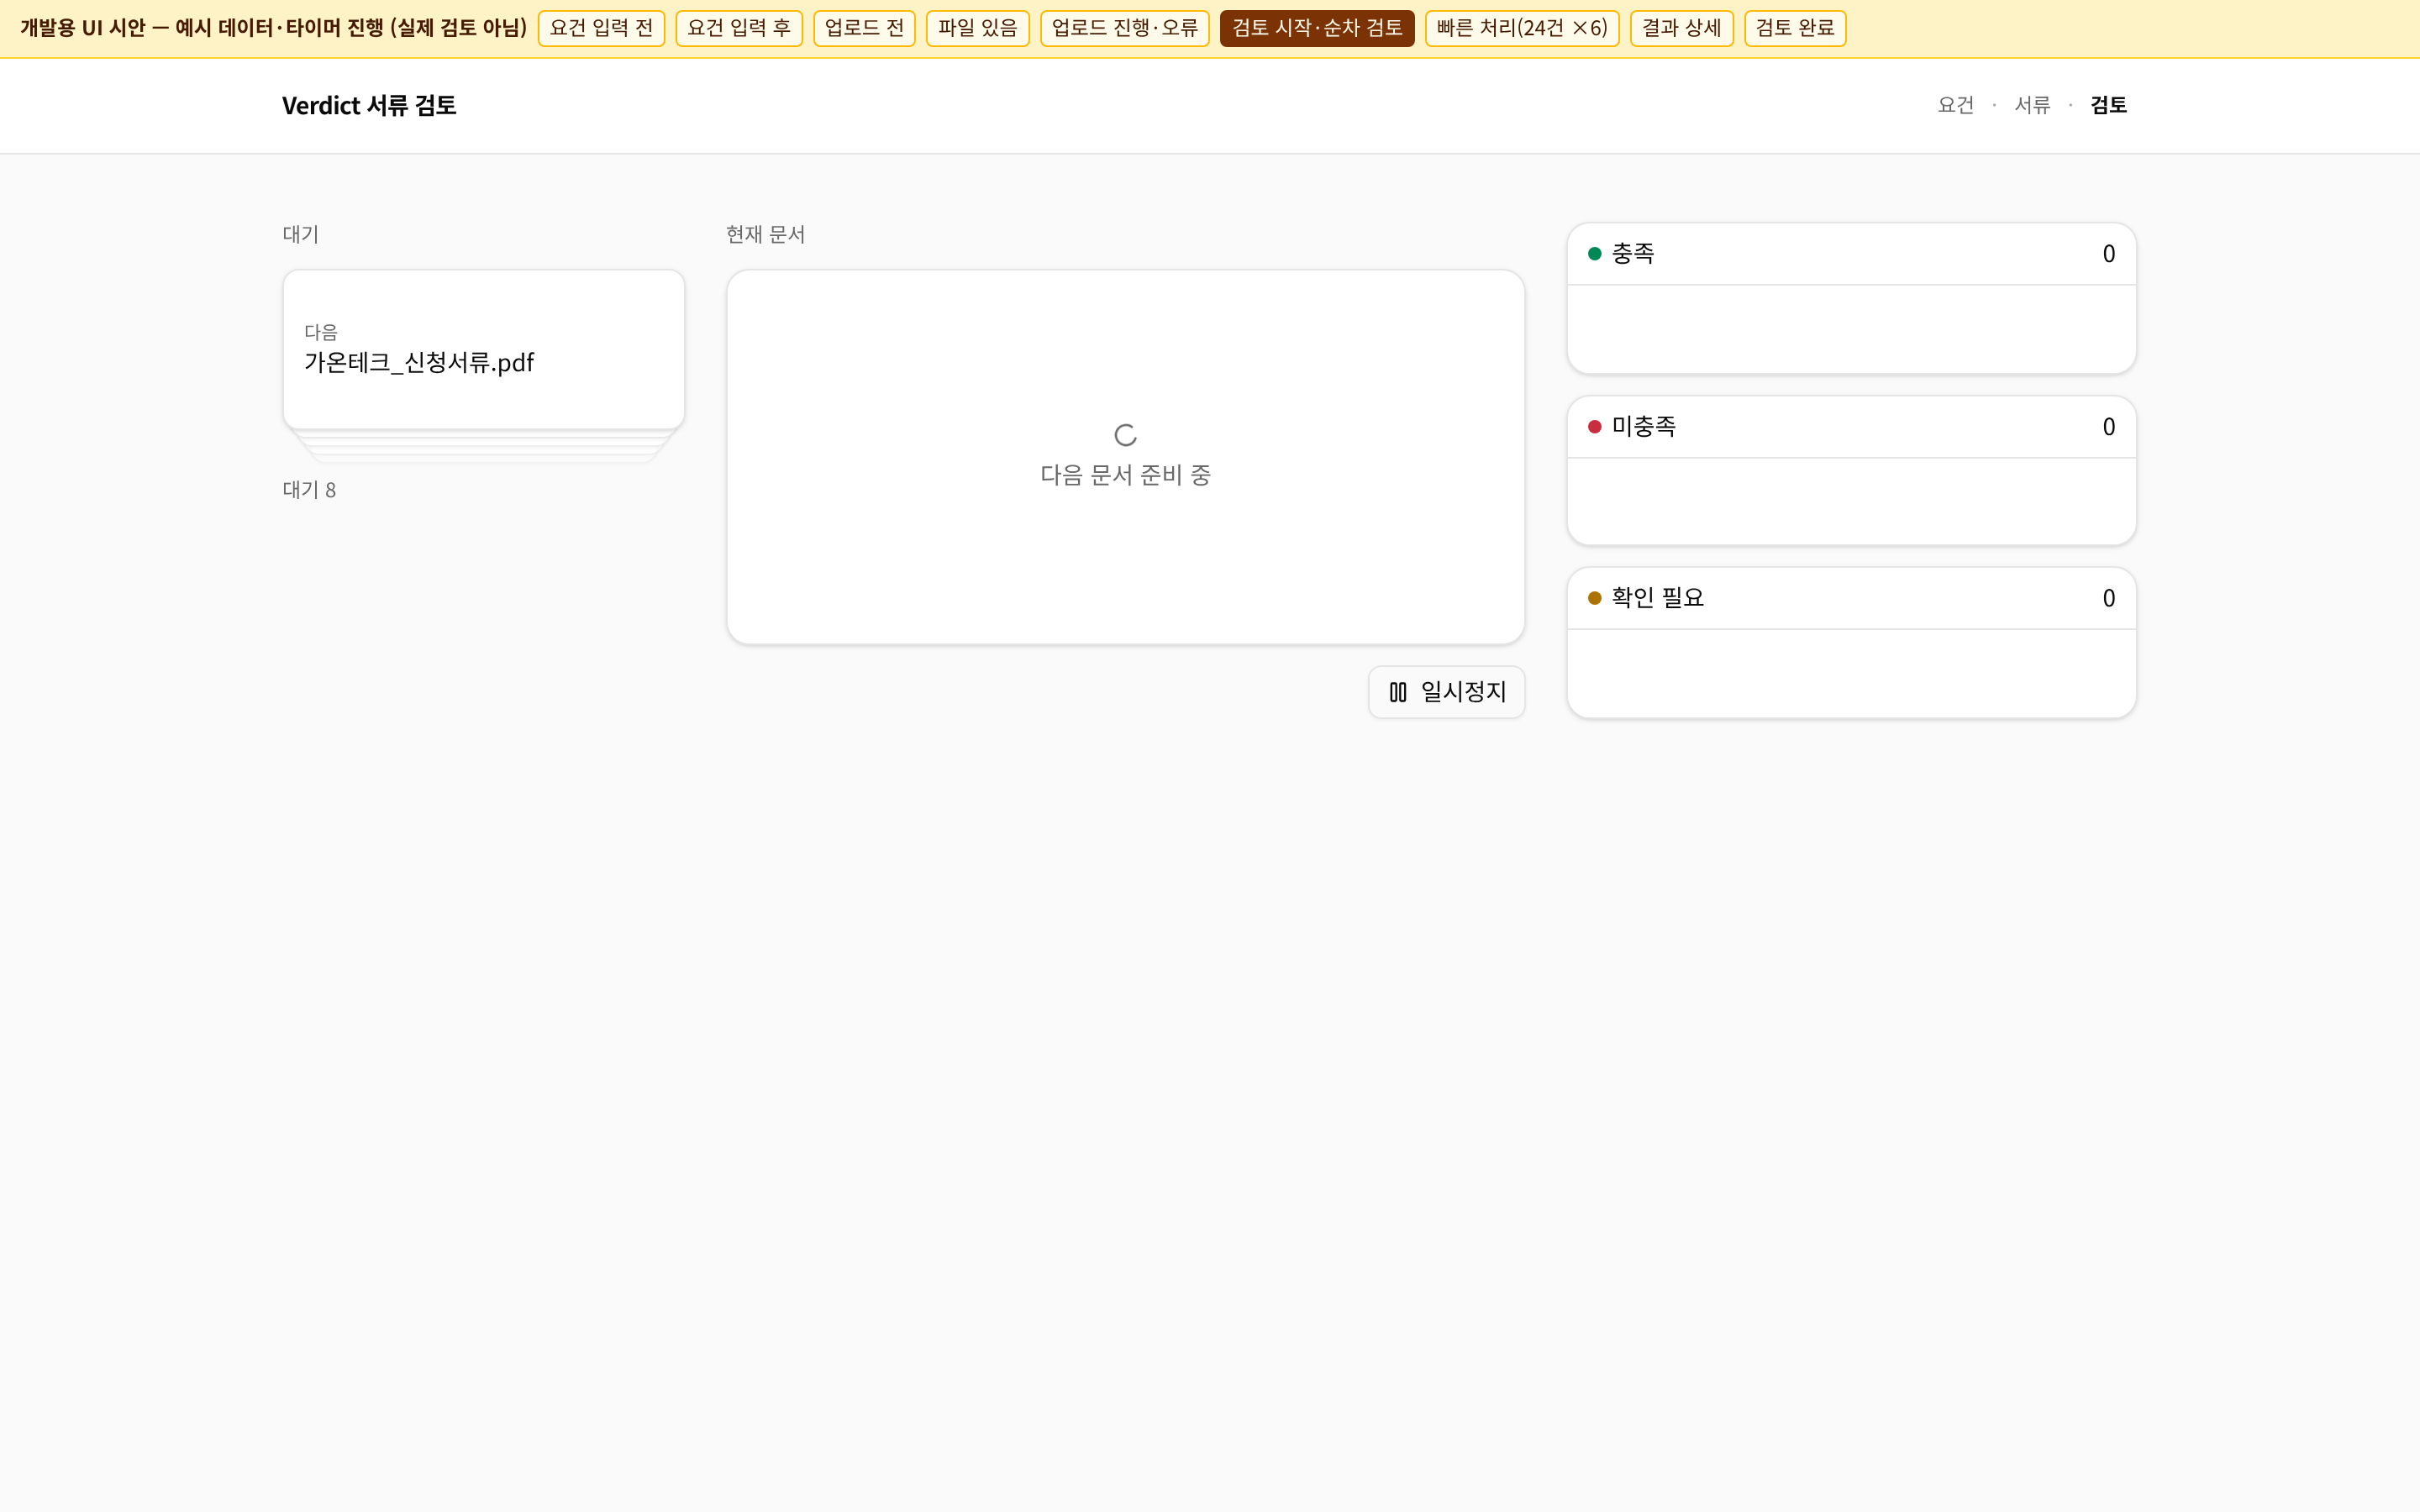 개발용 UI 시안 — 예시 데이터·타이머 진행 (실제 검토 아님) 요건 입력 전 요건 입력 후 업로드 전 파일 있음 업로드 진행·오류 검토 시작·순차 검토 빠른 처리(24건 ×6) 결과 상세 검토 완료
Verdict 서류 검토
요건 · 서류 · 검토
대기
다음
가온테크_신청서류.pdf
대기 8
현재 문서
다음 문서 준비 중
일시정지
충족 0
미충족 0
확인 필요 0